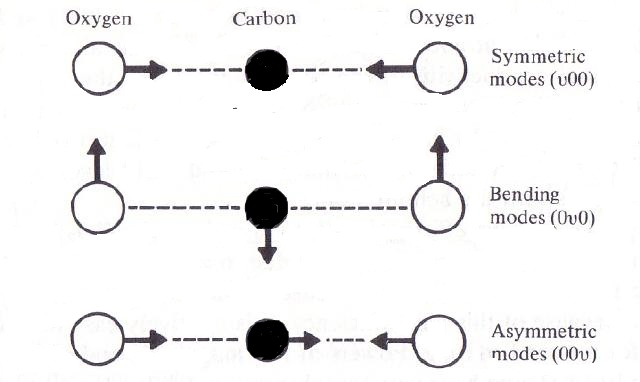 Oxygen Carbon Oxygen
Symmetric
modes (υ00)
Bending
modes (0υ0)
Asymmetric
modes (00υ)